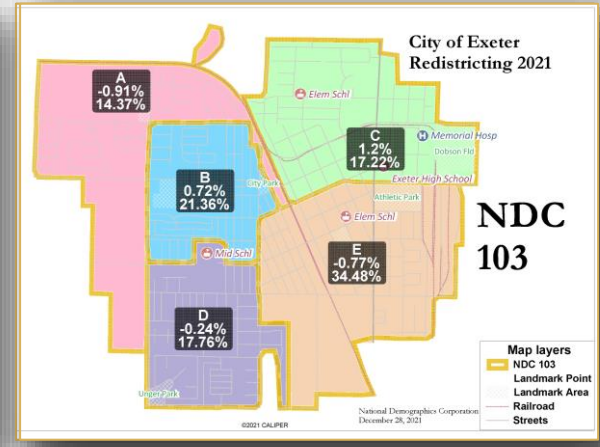 City of Exeter
Redistricting 2021
A
-0.91%
14.37%
Elem Schl
C
1.2%
17.22%
Memorial Hosp
Dobson Fld
Exeter High School
B
0.72%
21.36%
City Park
Athletic Park
Elem Schl
NDC
103
Mid Schl
E
-0.77%
34.48%
D
-0.24%
17.76%
Unger Park
Map layers
NDC 103
Landmark Point
Landmark Area
Railroad
Streets
National Demographics Corporation
December 28, 2021
©2021 CALIPER